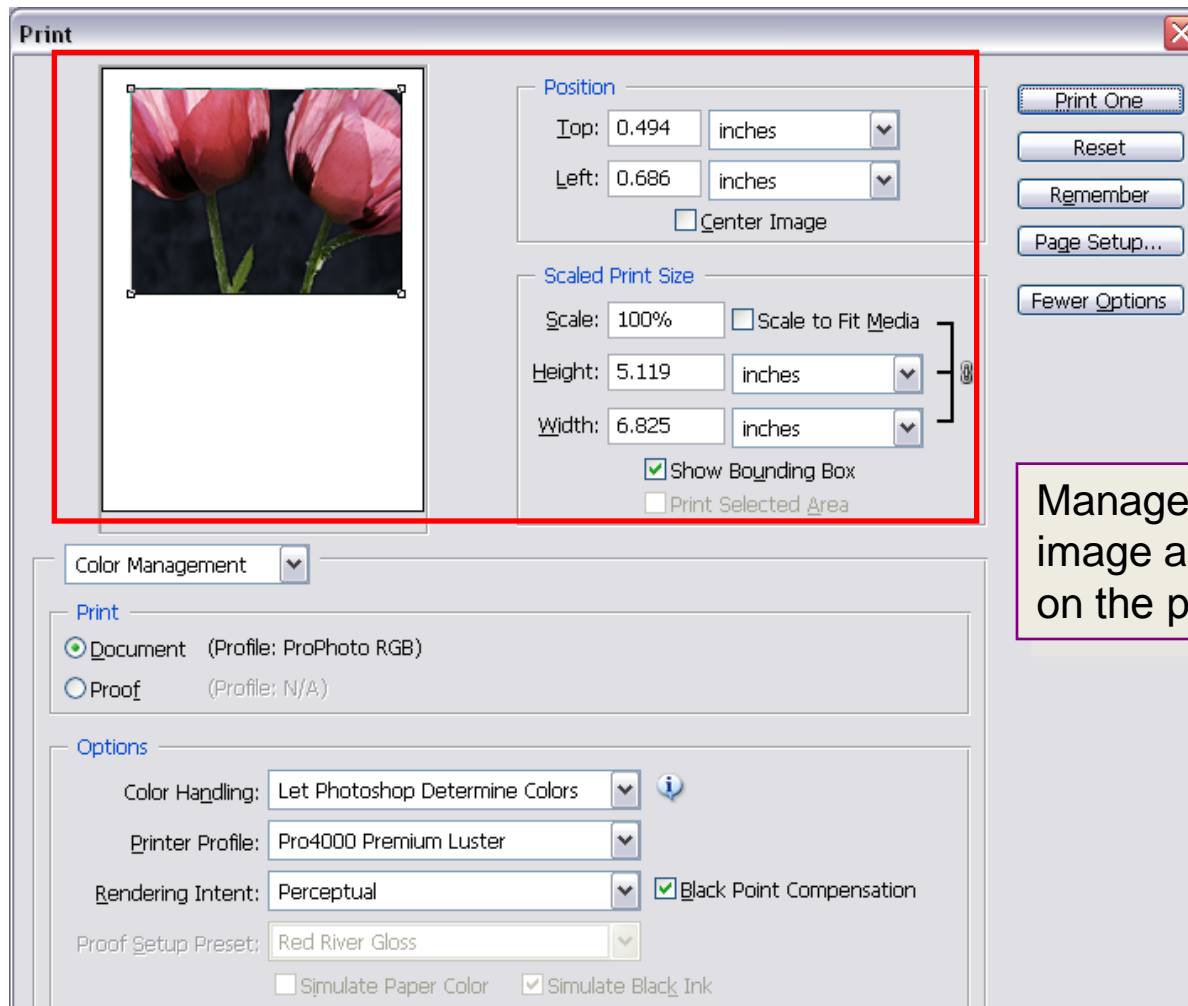 Print
Position
Top: 0.494 inches
Left: 0.686 inches
Center Image
Scaled Print Size
Scale: 100% Scale to Fit Media
Height: 5.119 inches
Width: 6.825 inches
Show Bounding Box
Print Selected Area
Print One
Reset
Remember
Page Setup...
Fewer Options
Manage
image a
on the p
Color Management
Print
Document (Profile: ProPhoto RGB)
Proof (Profile: N/A)
Options
Color Handling: Let Photoshop Determine Colors
Printer Profile: Pro4000 Premium Luster
Rendering Intent: Perceptual Black Point Compensation
Proof Setup Preset: Red River Gloss
Simulate Paper Color Simulate Black Ink